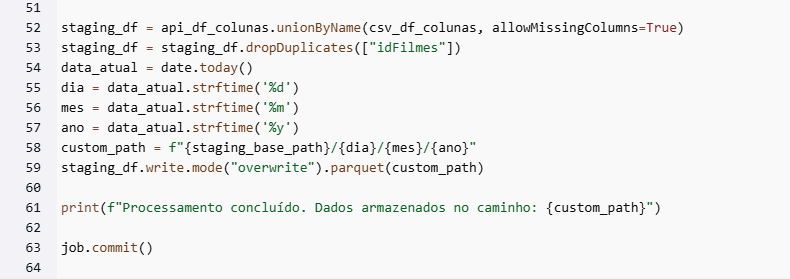 51
52 staging_df = api_df_colunas.unionByName(csv_df_colunas, allowMissingColumns=True)
53 staging_df = staging_df.dropDuplicates(["idFilmes"])
54 data_atual = date.today()
55 dia = data_atual.strftime('%d')
56 mes = data_atual.strftime('%m')
57 ano = data_atual.strftime('%y')
58 custom_path = f"{staging_base_path}/{dia}/{mes}/{ano}"
59 staging_df.write.mode("overwrite").parquet(custom_path)
60
61 print(f"Processamento concluído. Dados armazenados no caminho: {custom_path}")
62
63 job.commit()
64